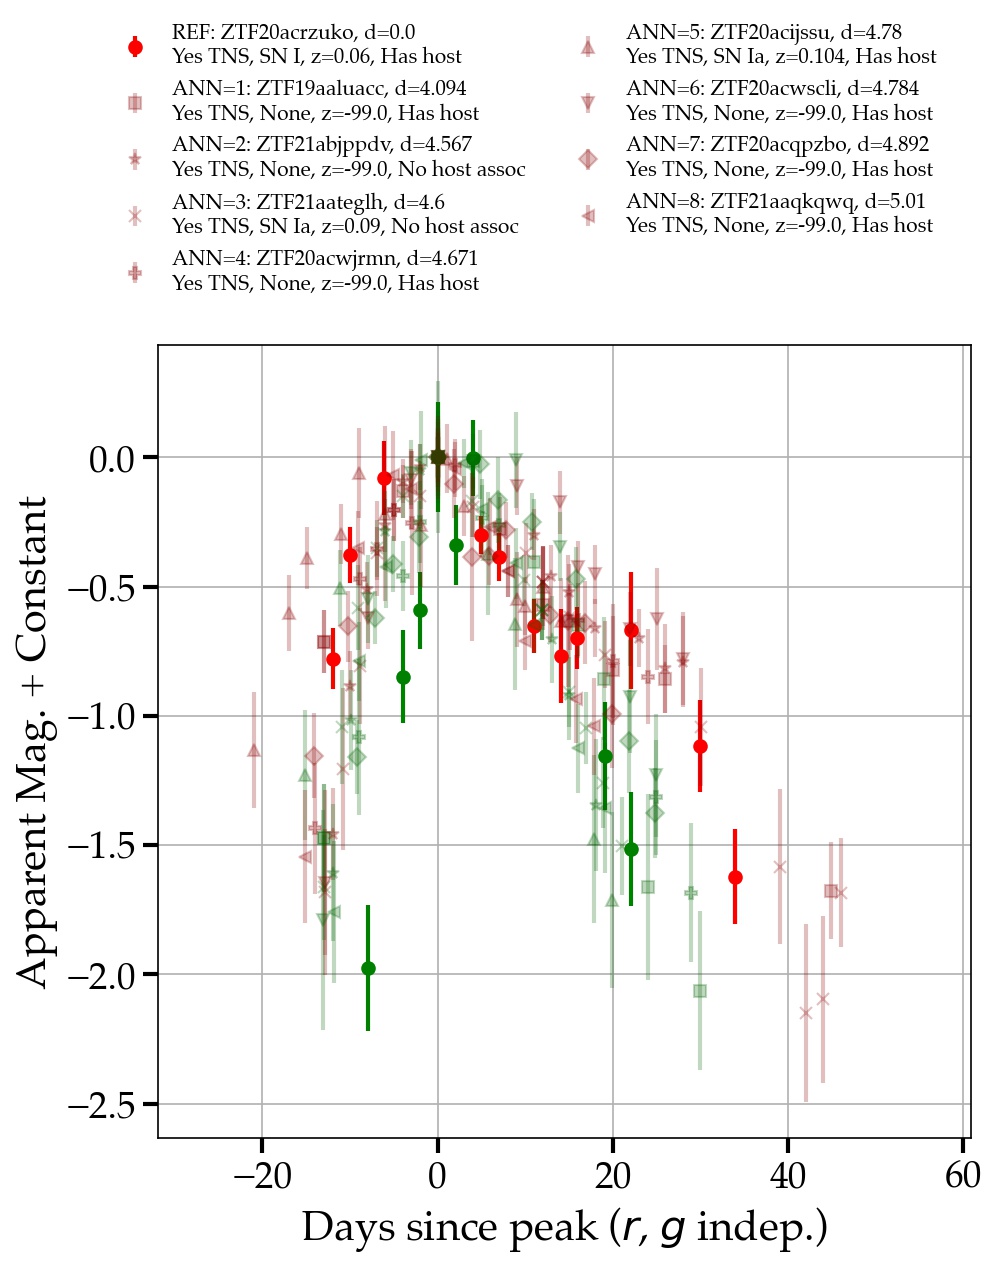 REF: ZTF20acrzuko, d=0.0
Yes TNS, SN I, z=0.06, Has host
ANN=1: ZTF19aaluacc, d=4.094
Yes TNS, None, z=-99.0, Has host
ANN=2: ZTF21abjppdv, d=4.567
Yes TNS, None, z=-99.0, No host assoc
ANN=3: ZTF21aateglh, d=4.6
Yes TNS, SN Ia, z=0.09, No host assoc
ANN=4: ZTF20acwjrmn, d=4.671
Yes TNS, None, z=-99.0, Has host
ANN=5: ZTF20acijssu, d=4.78
Yes TNS, SN Ia, z=0.104, Has host
ANN=6: ZTF20acwscli, d=4.784
Yes TNS, None, z=-99.0, Has host
ANN=7: ZTF20acqpzbo, d=4.892
Yes TNS, None, z=-99.0, Has host
ANN=8: ZTF21aaqkqwq, d=5.01
Yes TNS, None, z=-99.0, Has host
Apparent Mag. + Constant
0.0
−0.5
−1.0
−1.5
−2.0
−2.5
−20
0
20
40
60
Days since peak (r, g indep.)